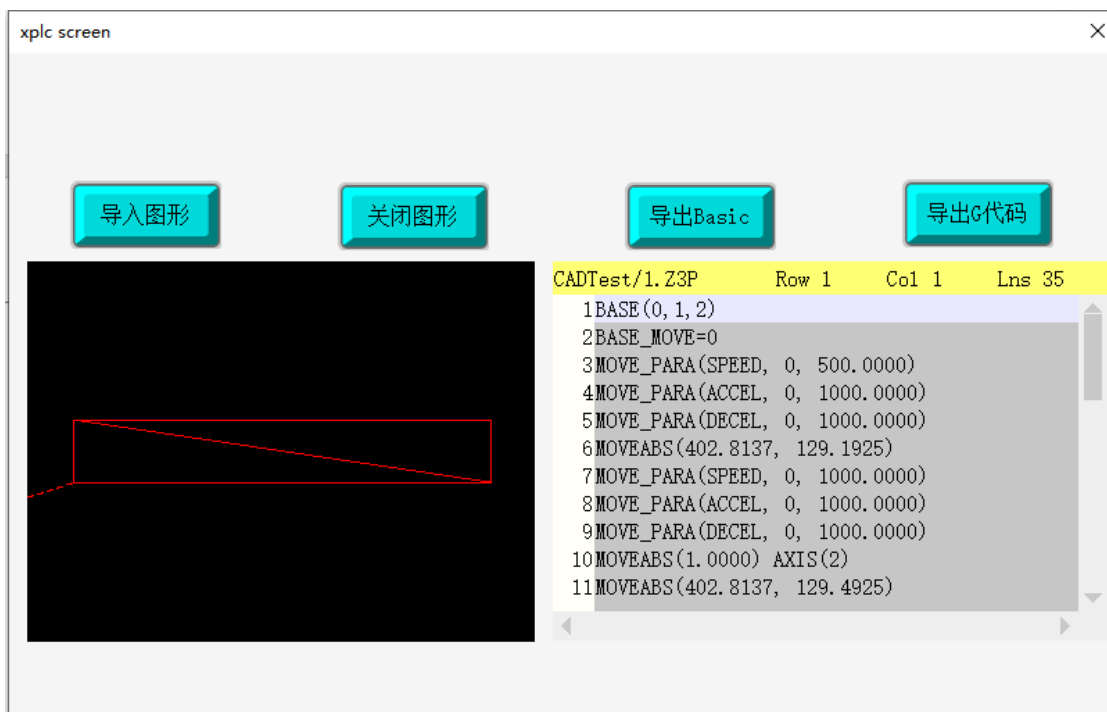 xplc screen
导入图形 关闭图形 导出Basic 导出G代码
CADTest/1.Z3P Row 1 Col 1 Lns 35
1BASE(0,1,2)
2BASE_MOVE=0
3MOVE_PARA(SPEED, 0, 500.0000)
4MOVE_PARA(ACCEL, 0, 1000.0000)
5MOVE_PARA(DECEL, 0, 1000.0000)
6MOVEABS(402.8137, 129.1925)
7MOVE_PARA(SPEED, 0, 1000.0000)
8MOVE_PARA(ACCEL, 0, 1000.0000)
9MOVE_PARA(DECEL, 0, 1000.0000)
10MOVEABS(1.0000) AXIS(2)
11MOVEABS(402.8137, 129.4925)